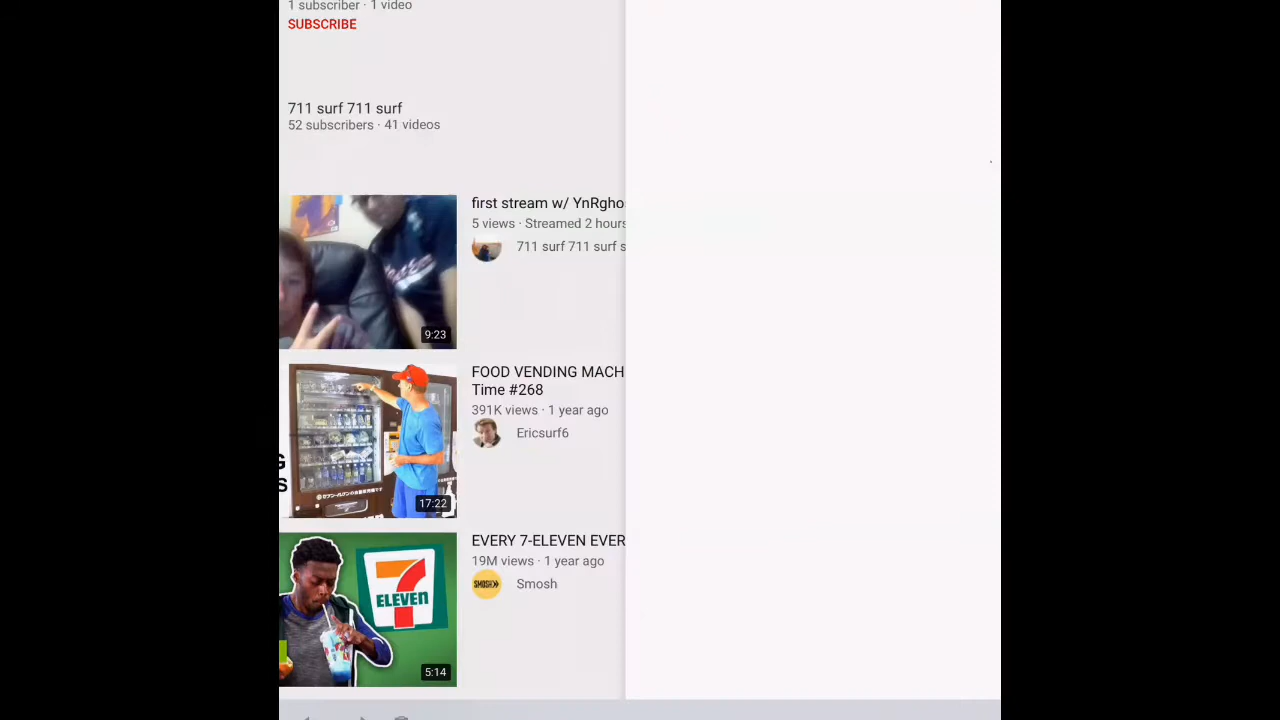 1 subscriber · 1 video
SUBSCRIBE
711 surf 711 surf
52 subscribers · 41 videos
first stream w/ YnRgho
5 views · Streamed 2 hours
711 surf 711 surf s
9:23
FOOD VENDING MACH
Time #268
391K views · 1 year ago
Ericsurf6
G
S
17:22
EVERY 7-ELEVEN EVER
19M views · 1 year ago
SMOSH
Smosh
7
ELEVEN
5:14